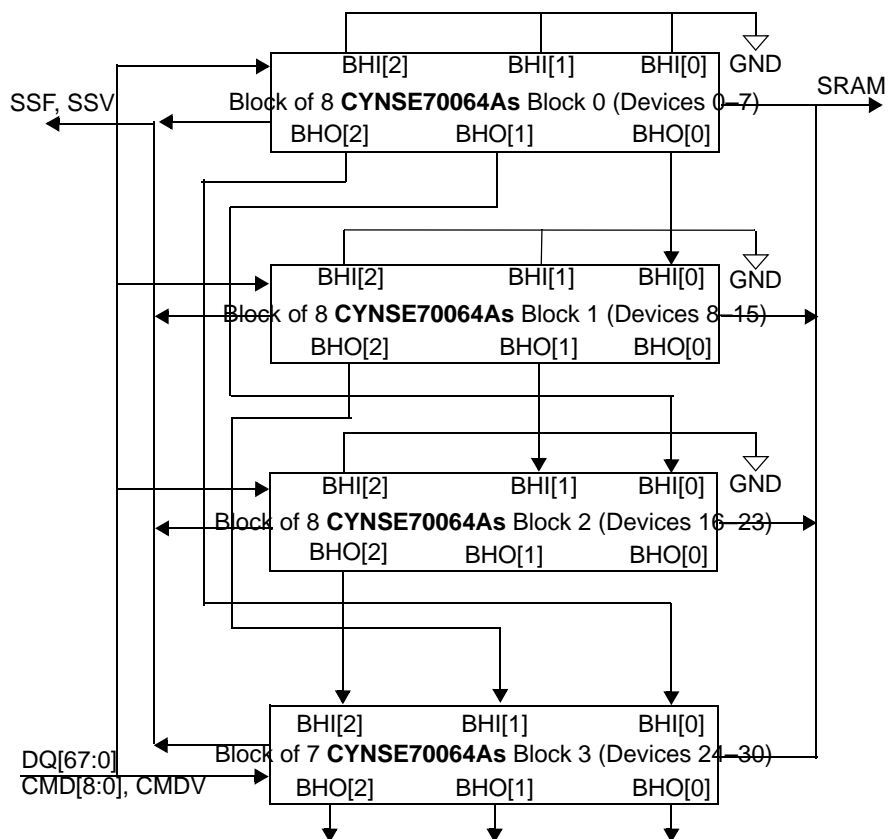 BHI[2] BHI[1] BHI[0] GND
SSF, SSV
Block of 8 CYNSE70064As Block 0 (Devices 0–7)
SRAM
BHO[2] BHO[1] BHO[0]
BHI[2] BHI[1] BHI[0] GND
Block of 8 CYNSE70064As Block 1 (Devices 8–15)
BHO[2] BHO[1] BHO[0]
BHI[2] BHI[1] BHI[0] GND
Block of 8 CYNSE70064As Block 2 (Devices 16–23)
BHO[2] BHO[1] BHO[0]
BHI[2] BHI[1] BHI[0]
DQ[67:0]
Block of 7 CYNSE70064As Block 3 (Devices 24–30)
CMD[8:0], CMDV
BHO[2] BHO[1] BHO[0]